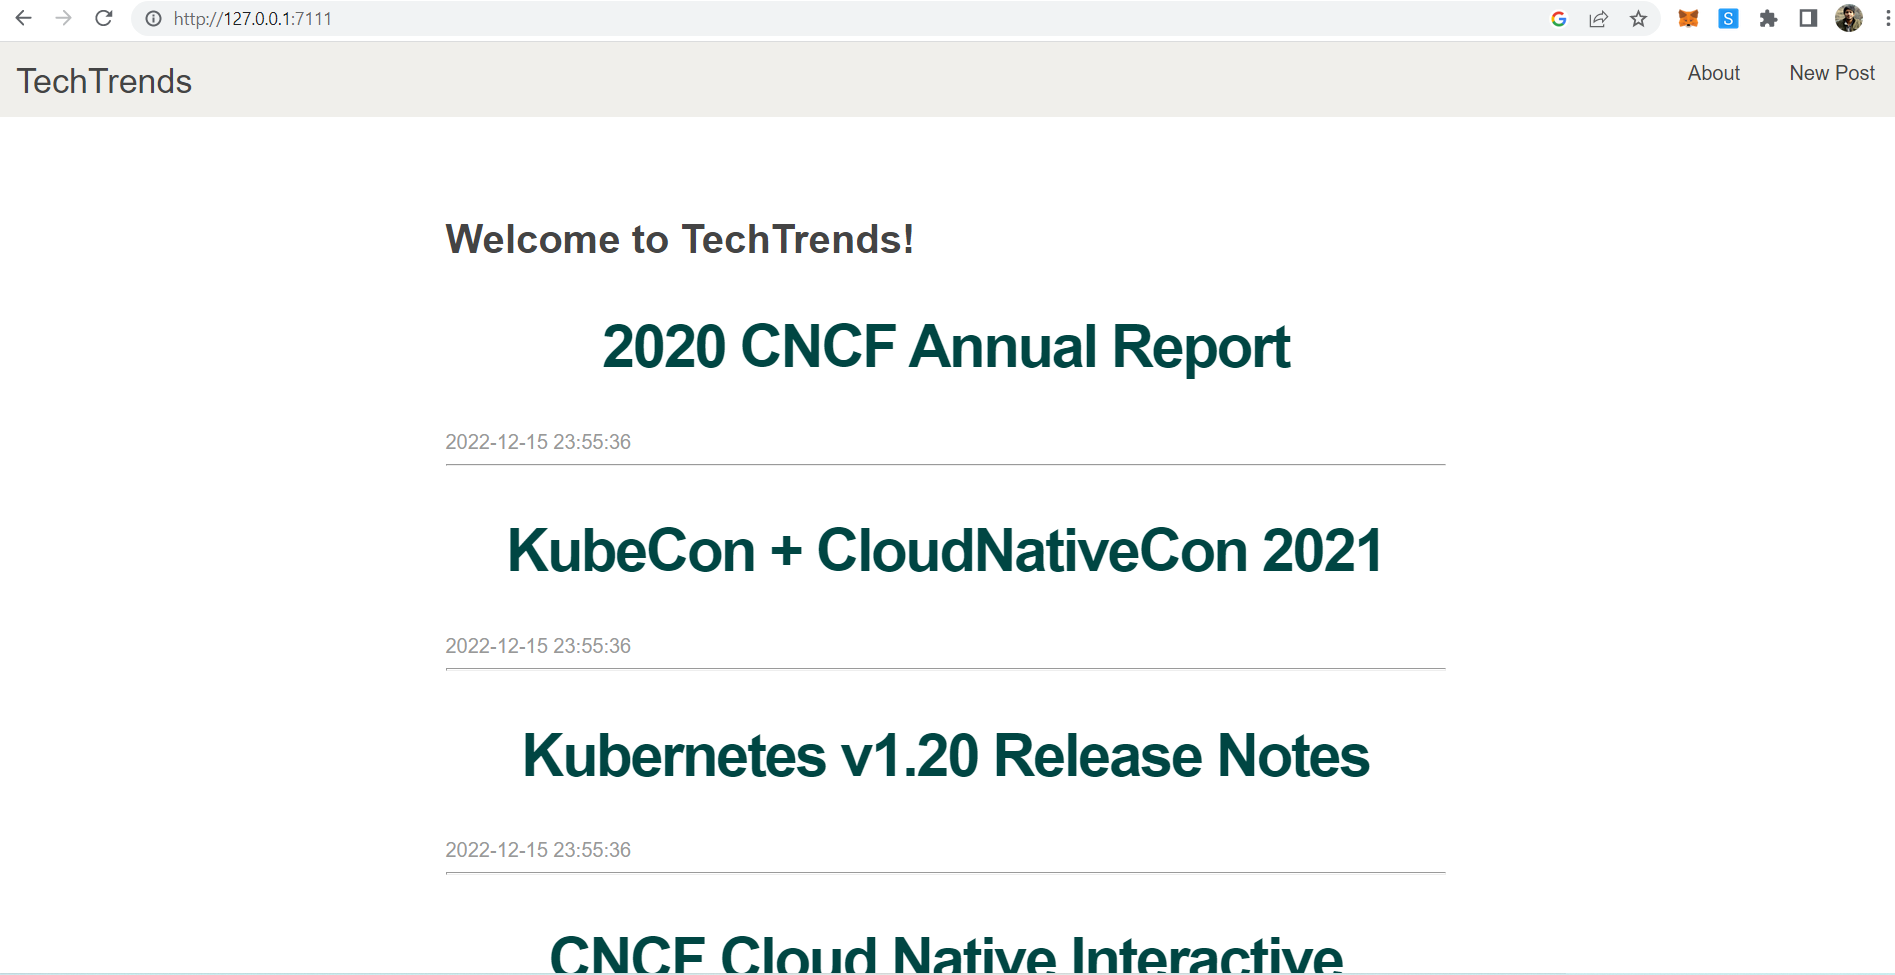 http://127.0.0.1:7111
S
TechTrends
About
New Post
Welcome to TechTrends!
2020 CNCF Annual Report
2022-12-15 23:55:36
KubeCon + CloudNativeCon 2021
2022-12-15 23:55:36
Kubernetes v1.20 Release Notes
2022-12-15 23:55:36
CNCF Cloud Native Interactive